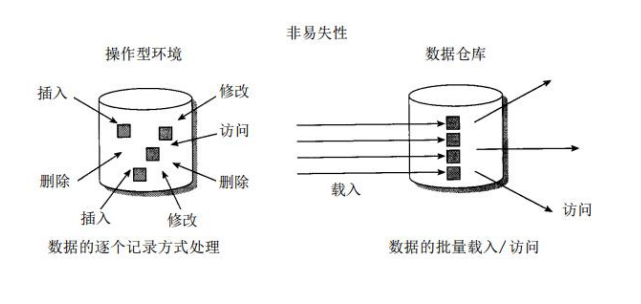 非易失性
操作型环境
数据仓库
插入
修改
访问
删除
删除
插入
修改
载入
访问
数据的逐个记录方式处理
数据的批量载入/访问